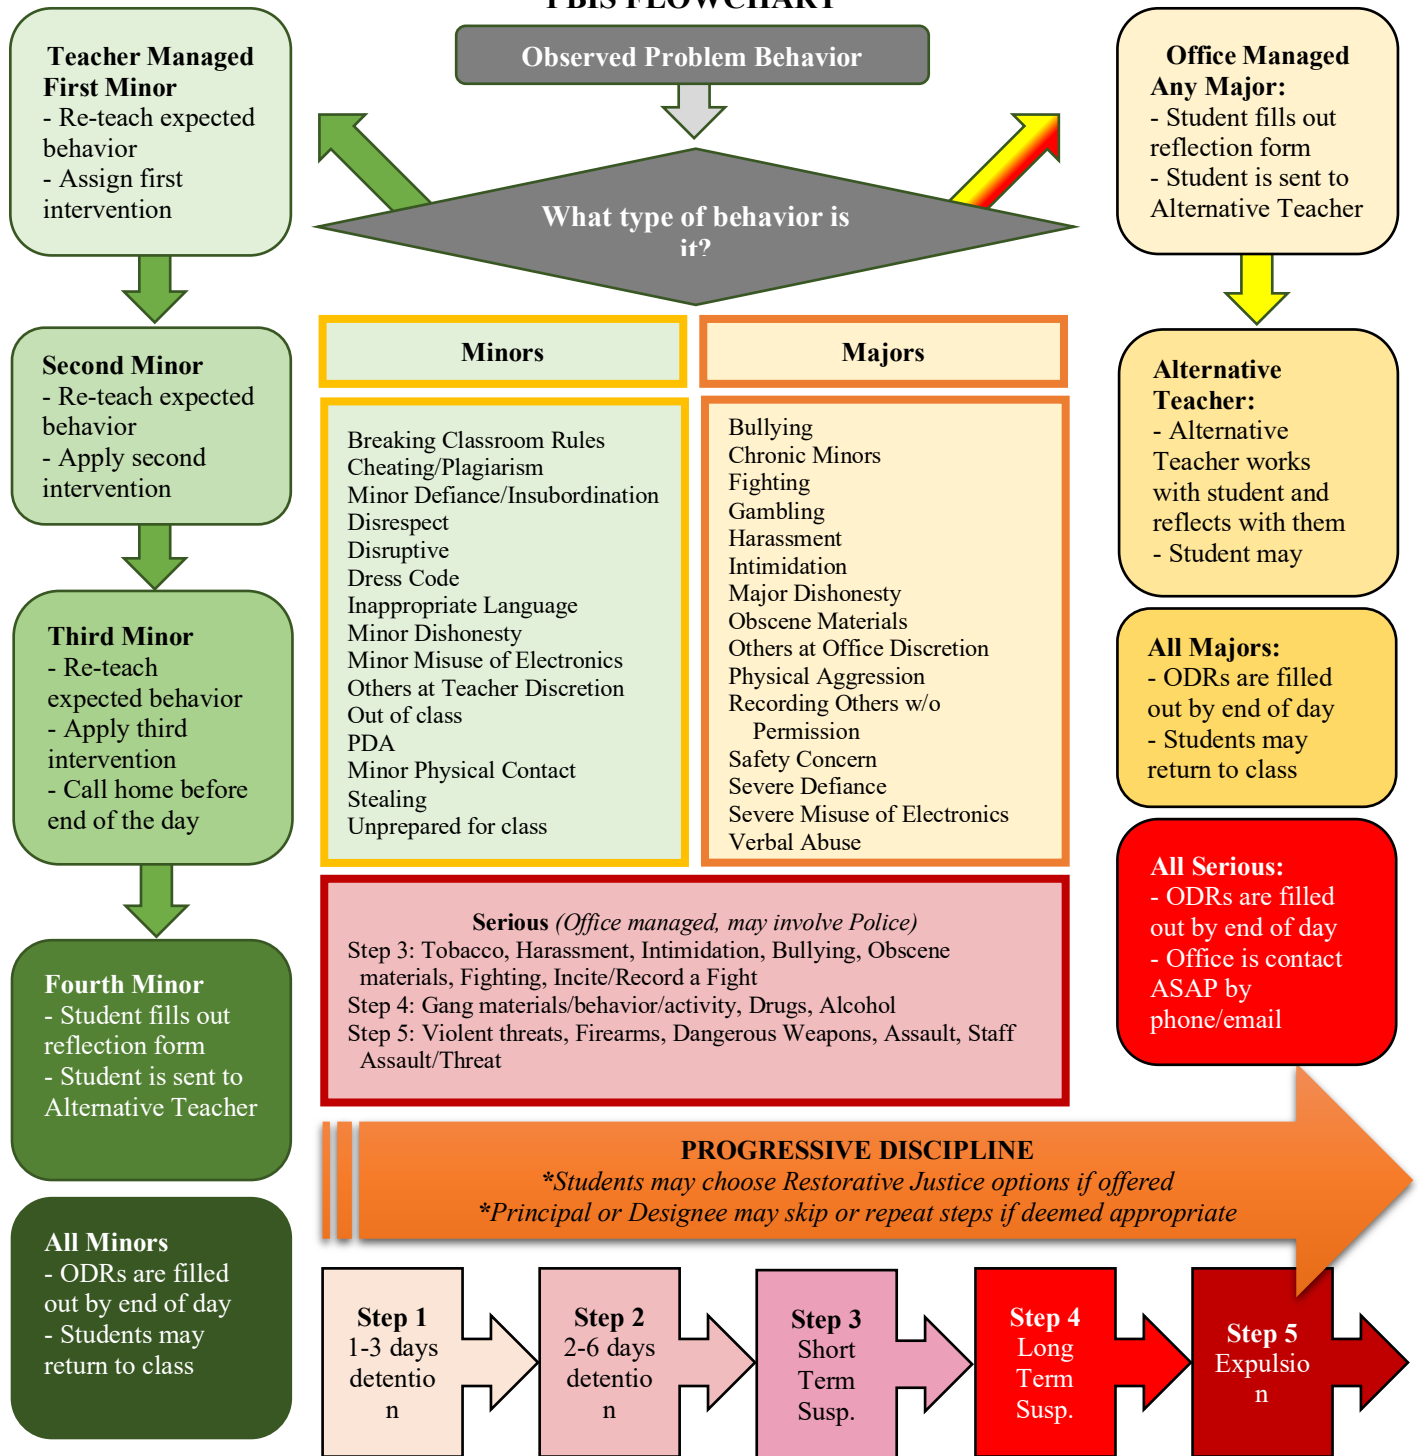 PBIS FLOWCHART
Observed Problem Behavior
What type of behavior is
it?
Teacher Managed
First Minor
- Re-teach expected
behavior
- Assign first
intervention
Second Minor
- Re-teach expected
behavior
- Apply second
intervention
Third Minor
- Re-teach
expected behavior
- Apply third
intervention
- Call home before
end of the day
Fourth Minor
- Student fills out
reflection form
- Student is sent to
Alternative Teacher
All Minors
- ODRs are filled
out by end of day
- Students may
return to class
Minors
Breaking Classroom Rules
Cheating/Plagiarism
Minor Defiance/Insubordination
Disrespect
Disruptive
Dress Code
Inappropriate Language
Minor Dishonesty
Minor Misuse of Electronics
Others at Teacher Discretion
Out of class
PDA
Minor Physical Contact
Stealing
Unprepared for class
Majors
Bullying
Chronic Minors
Fighting
Gambling
Harassment
Intimidation
Major Dishonesty
Obscene Materials
Others at Office Discretion
Physical Aggression
Recording Others w/o
Permission
Safety Concern
Severe Defiance
Severe Misuse of Electronics
Verbal Abuse
Serious (Office managed, may involve Police)
Step 3: Tobacco, Harassment, Intimidation, Bullying, Obscene
materials, Fighting, Incite/Record a Fight
Step 4: Gang materials/behavior/activity, Drugs, Alcohol
Step 5: Violent threats, Firearms, Dangerous Weapons, Assault, Staff
Assault/Threat
Office Managed
Any Major:
- Student fills out
reflection form
- Student is sent to
Alternative Teacher
Alternative
Teacher:
- Alternative
Teacher works
with student and
reflects with them
- Student may
All Majors:
- ODRs are filled
out by end of day
- Students may
return to class
All Serious:
- ODRs are filled
out by end of day
- Office is contact
ASAP by
phone/email
PROGRESSIVE DISCIPLINE
*Students may choose Restorative Justice options if offered
*Principal or Designee may skip or repeat steps if deemed appropriate
Step 1
1-3 days
detentio
n
Step 2
2-6 days
detentio
n
Step 3
Short
Term
Susp.
Step 4
Long
Term
Susp.
Step 5
Expulsio
n